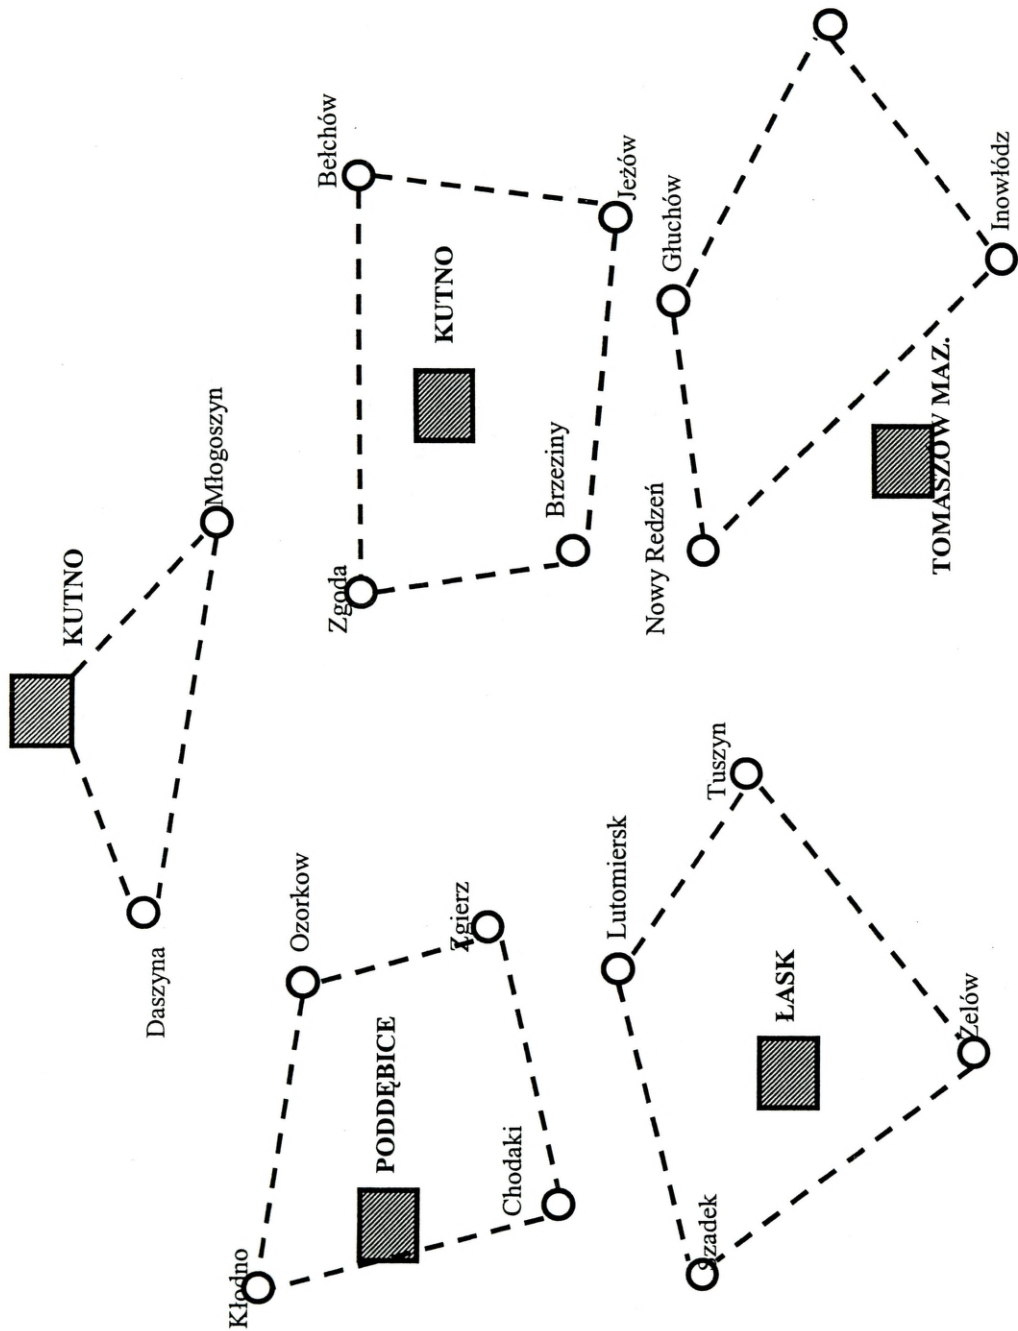 KUTNO
Młogoszyn
Daszyna
Bełchów
Zgoda
KUTNO
Jeżów
Brzeziny
Głuchów
Nowy Redzeń
Inowłódz
TOMASZÓW MAZ.
Ozorkow
Zgierz
Kłodno
PODDĘBICE
Chodaki
Lutomiersk
Tuszyn
ŁASK
Szadek
Zelów